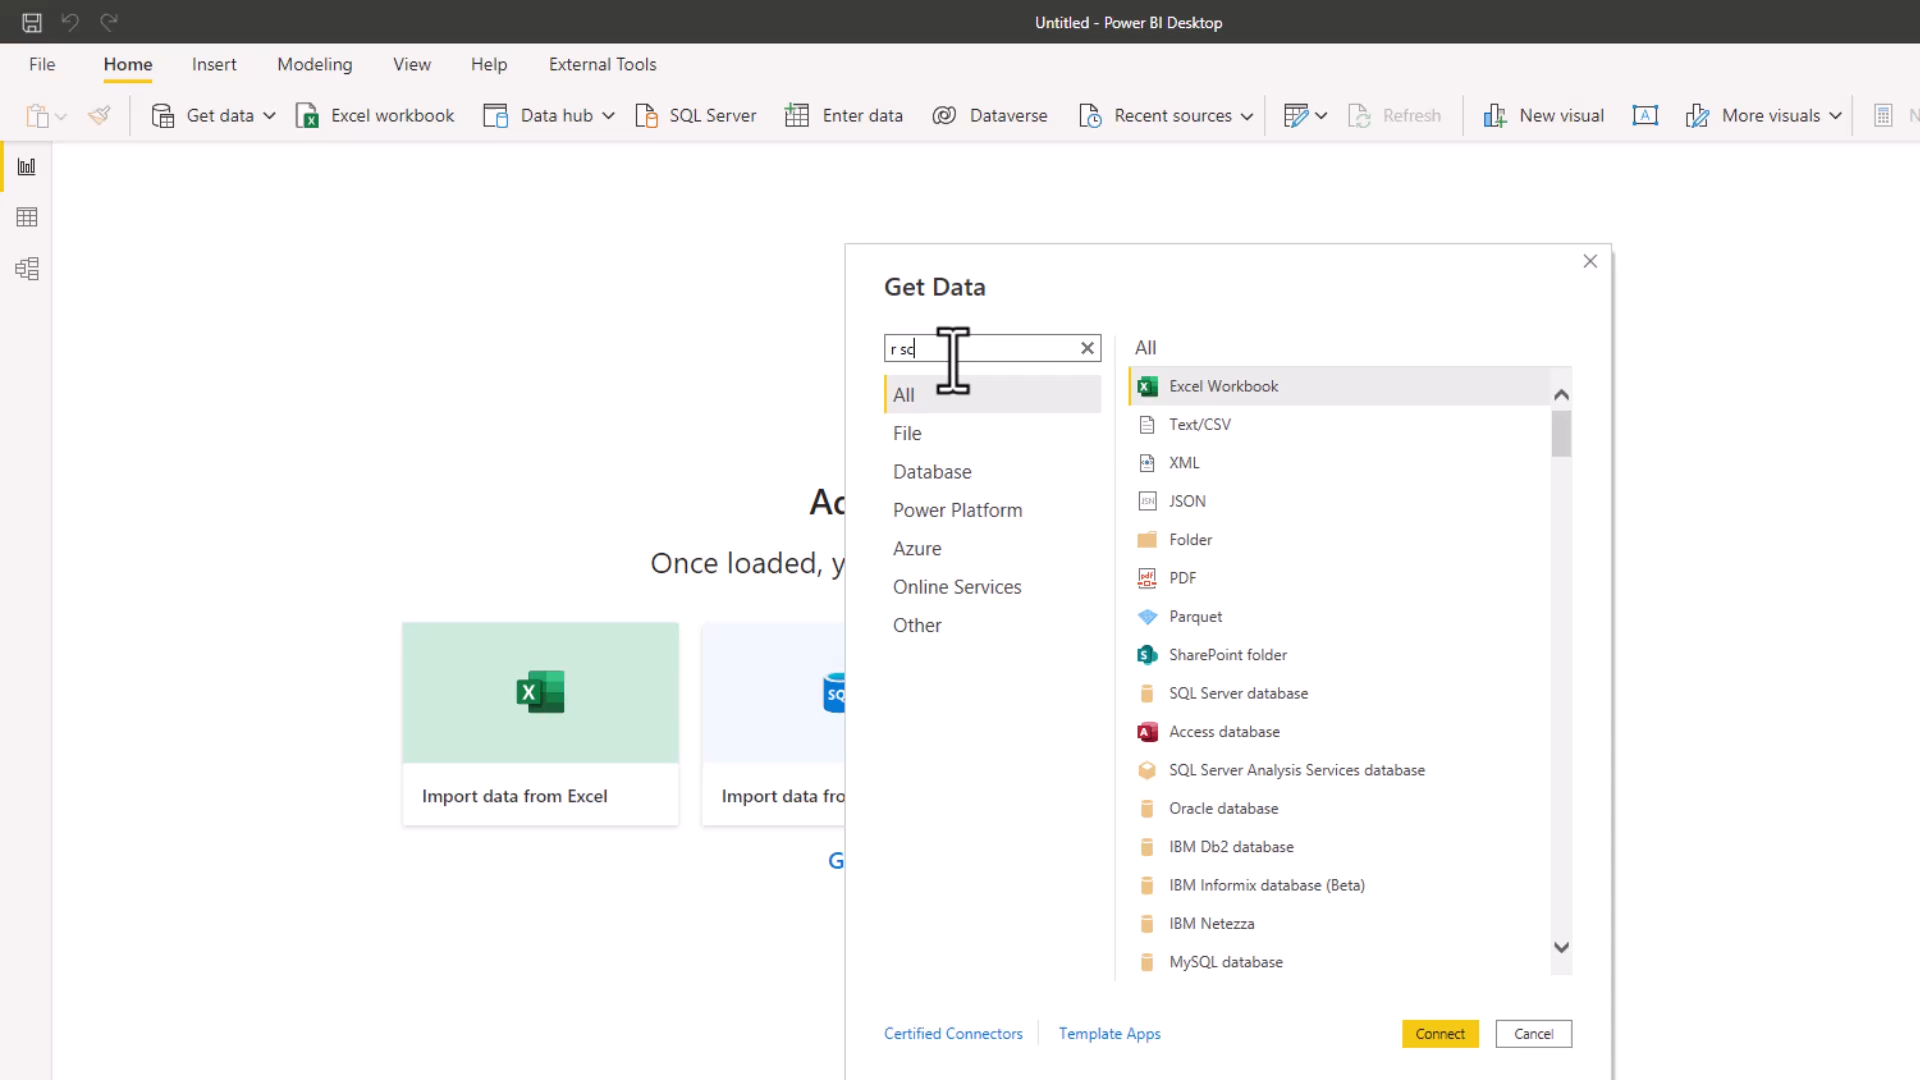 Untitled - Power BI Desktop
File Home Insert Modeling View Help External Tools
Get data Excel workbook Data hub SQL Server Enter data Dataverse Recent sources Refresh New visual More visuals N
Get Data
r sc
All
File
Database
Power Platform
Azure
Online Services
Other
All
Excel Workbook
Text/CSV
XML
JSON
Folder
PDF
Parquet
SharePoint folder
SQL Server database
Access database
SQL Server Analysis Services database
Oracle database
IBM Db2 database
IBM Informix database (Beta)
IBM Netezza
MySQL database
Certified Connectors Template Apps
Connect Cancel
Ad
Once loaded, y
Import data from Excel
Import data fro
G